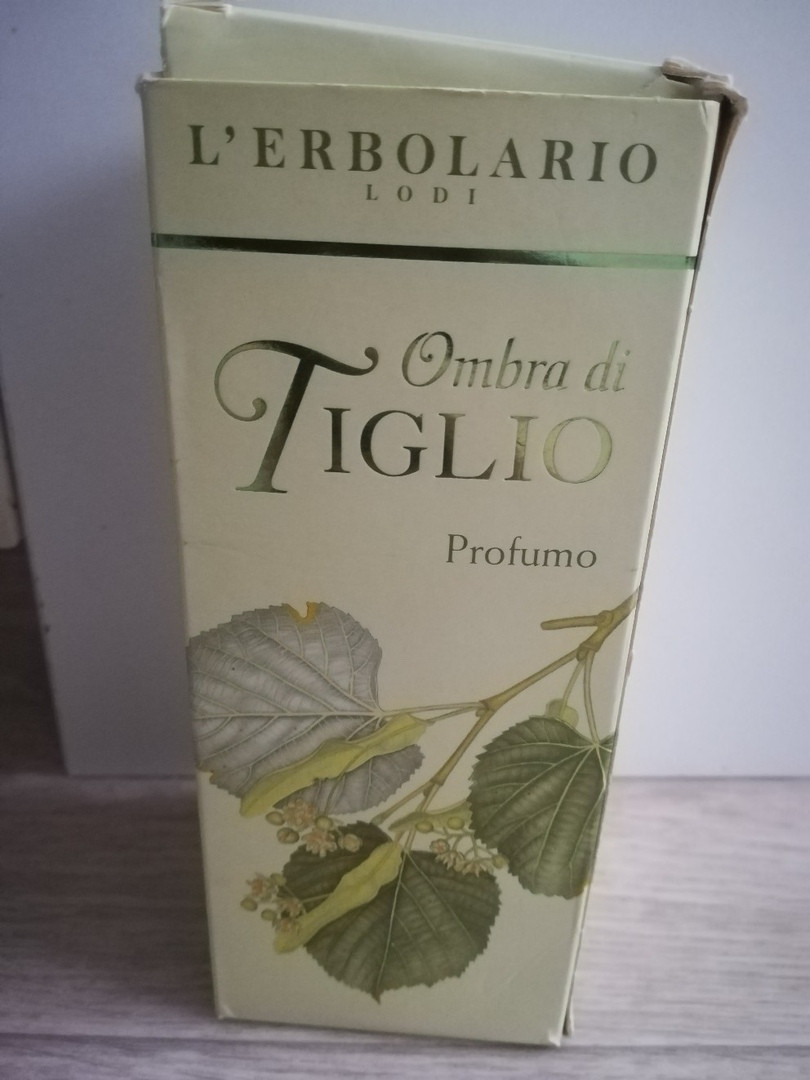 L'ERBOLARIO
LODI
Ombra di
TIGLIO
Profumo